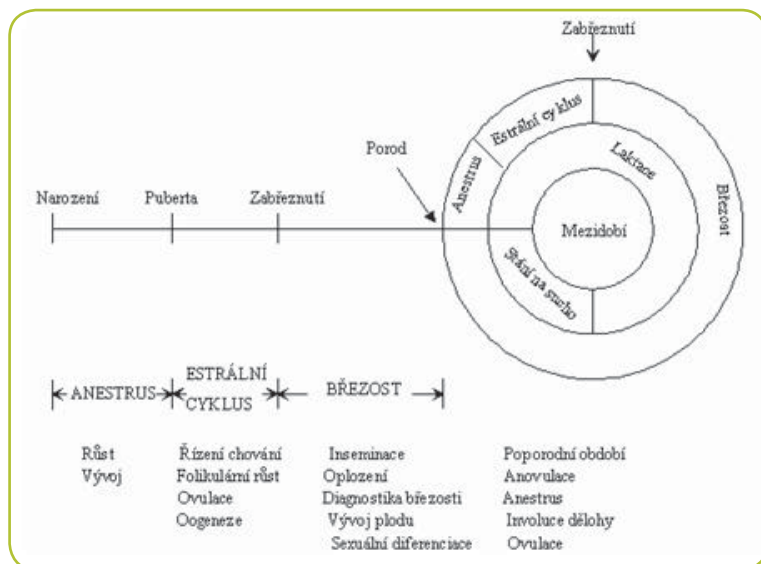 Zabřeznutí
Estrální cyklus
Porod
Anestrus
Laktace
Březost
Narození Puberta Zabřeznutí
Mezidobí
Stání na sucho
ANESTRUS ESTRÁLNÍ CYKLUS BŘEZOST
Růst Řízení chování Inseminace Poporodní období
Vývoj Folikulární růst Oplození Anovulace
Ovulace Diagnostika březosti Anestrus
Oogeneze Vývoj plodu Involuce dělohy
Sexuální diferenciace Ovulace